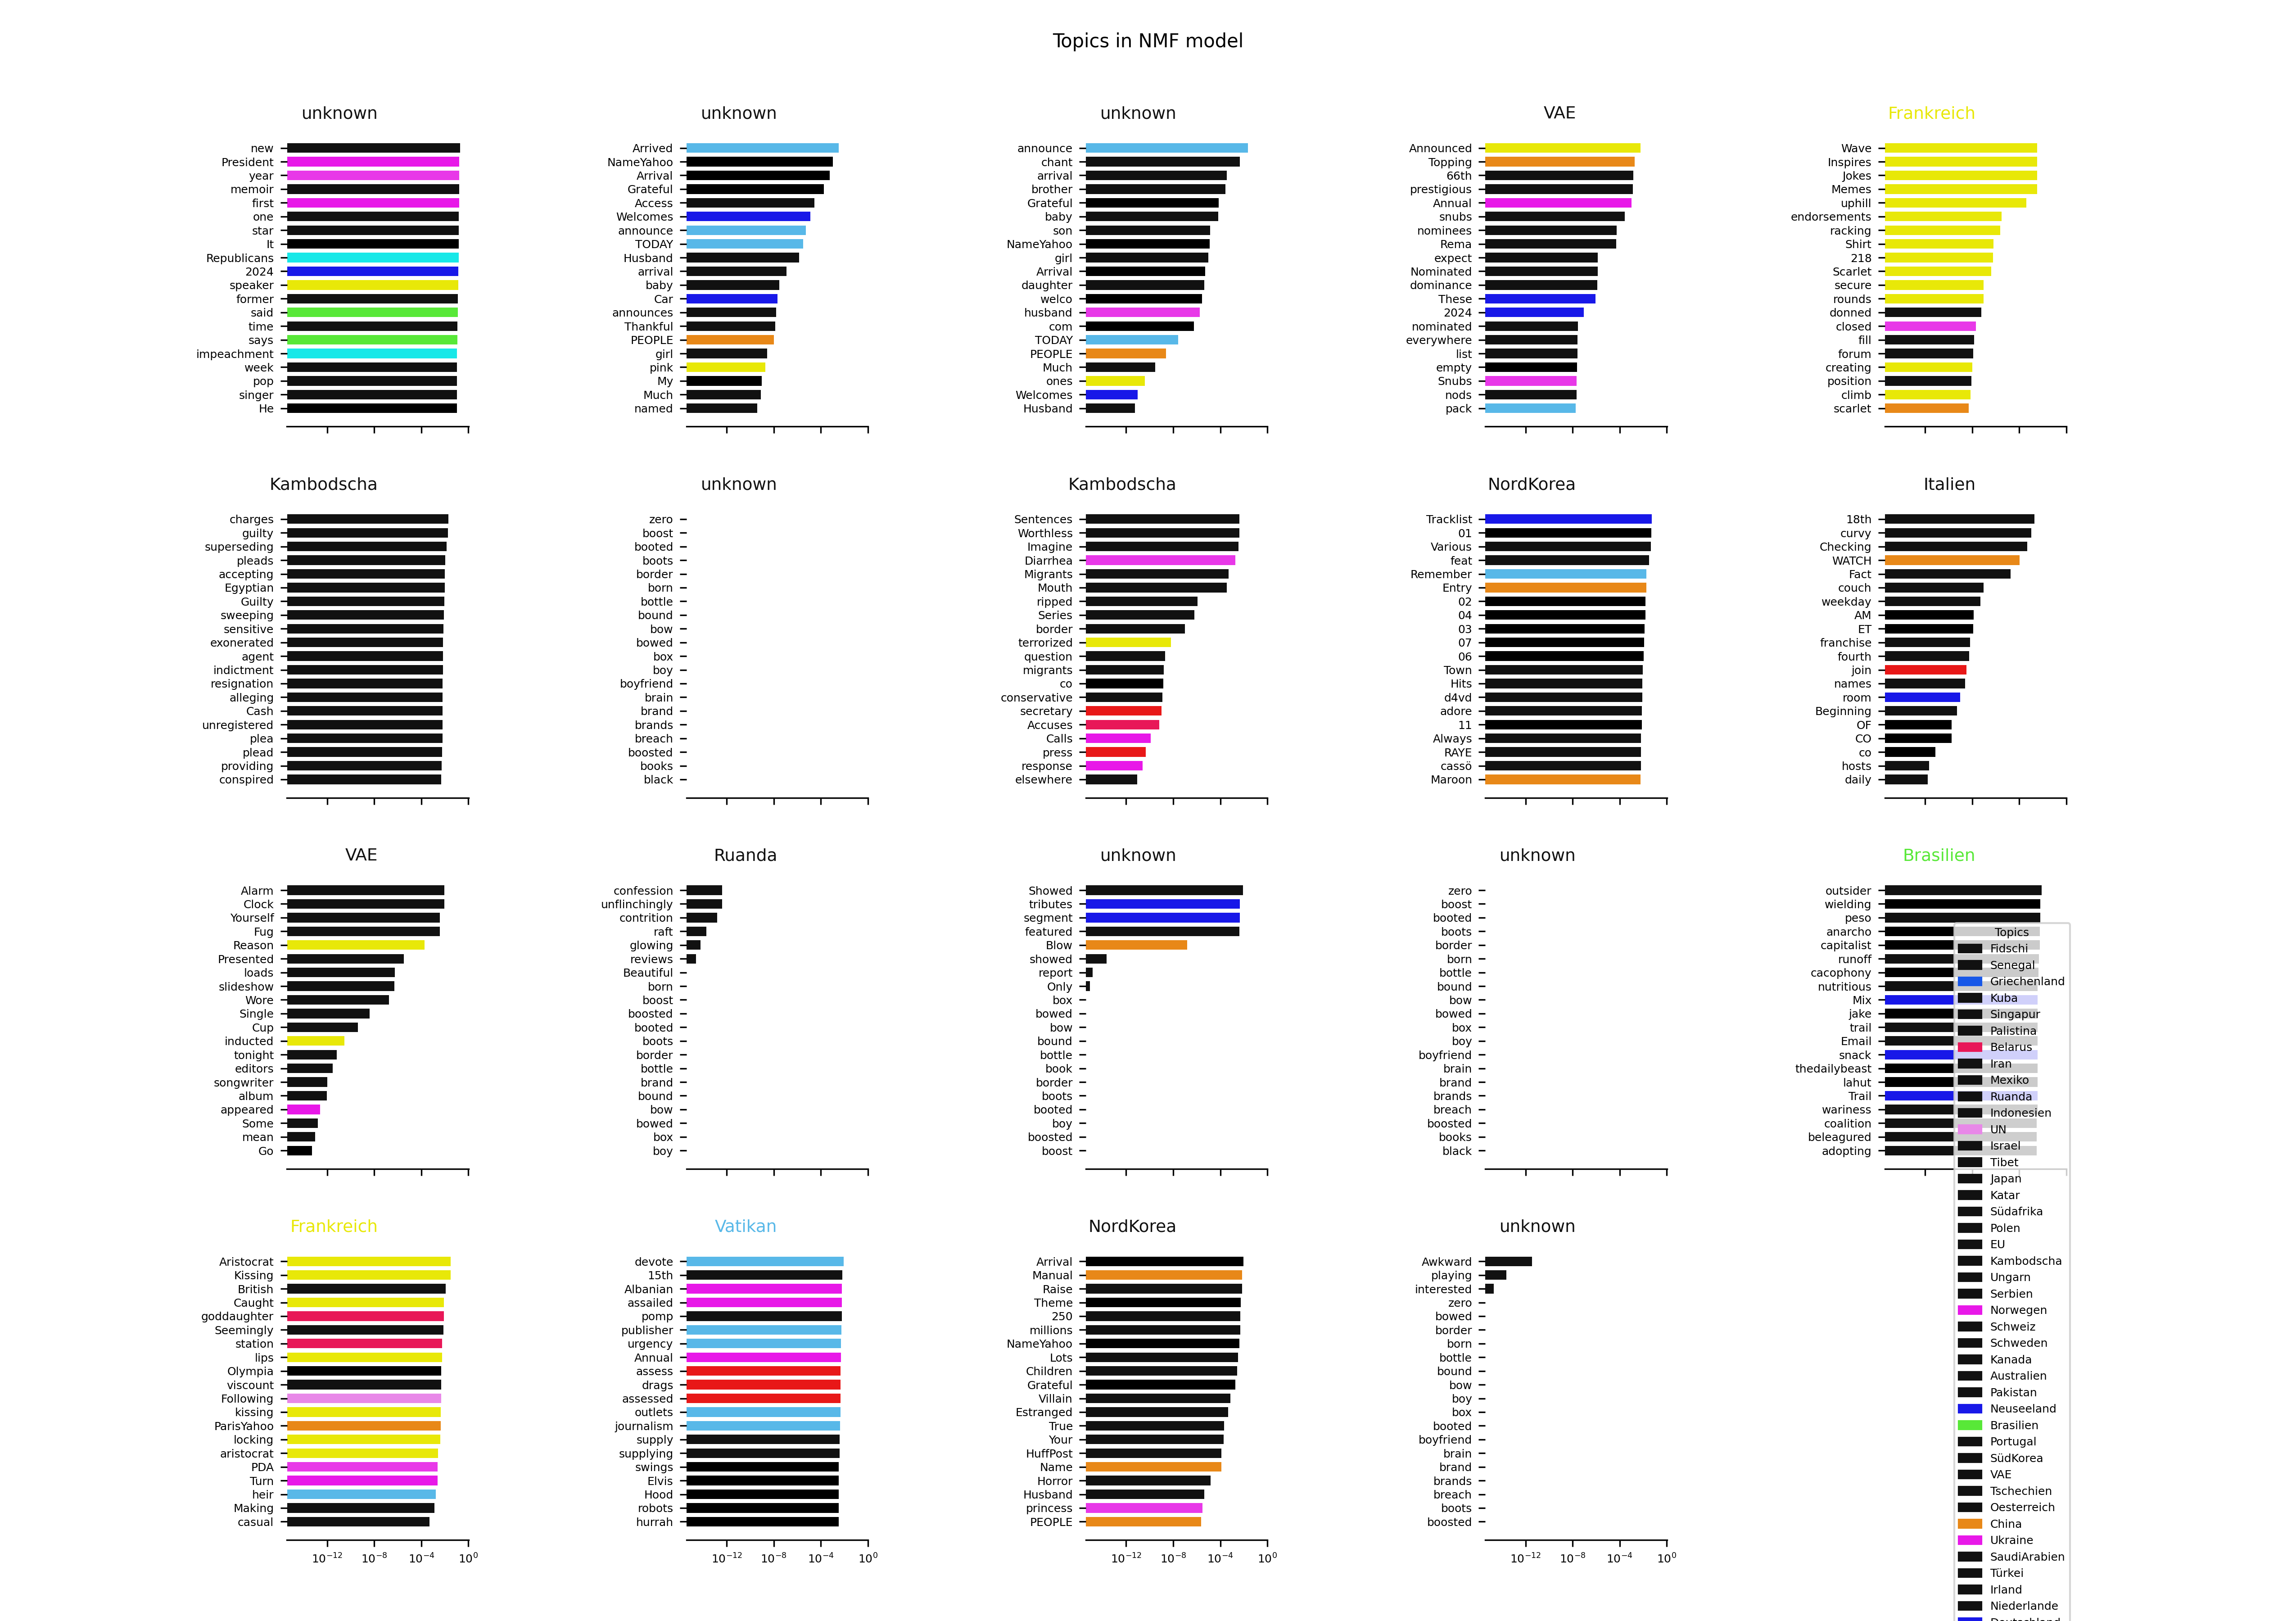 Topics in NMF model
unknown
new
President
year
memoir
first
one
star
It
Republicans
2024
speaker
former
said
time
says
impeachment
week
pop
singer
He
unknown
Arrived
NameYahoo
Arrival
Grateful
Access
Welcomes
announce
TODAY
Husband
arrival
baby
Car
announces
Thankful
PEOPLE
girl
pink
My
Much
named
unknown
announce
chant
arrival
brother
Grateful
baby
son
NameYahoo
girl
Arrival
daughter
welco
husband
com
TODAY
PEOPLE
Much
ones
Welcomes
Husband
VAE
Announced
Topping
66th
prestigious
Annual
snubs
nominees
Rema
expect
Nominated
dominance
These
2024
nominated
everywhere
list
empty
Snubs
nods
pack
Frankreich
Wave
Inspires
Jokes
Memes
uphill
endorsements
racking
Shirt
218
Scarlet
secure
rounds
donned
closed
fill
forum
creating
position
climb
scarlet
Kambodscha
charges
guilty
superseding
pleads
accepting
Egyptian
Guilty
sweeping
sensitive
exonerated
agent
indictment
resignation
alleging
Cash
unregistered
plea
plead
providing
conspired
unknown
zero
boost
booted
boots
border
born
bottle
bound
bow
bowed
box
boy
boyfriend
brain
brand
brands
breach
boosted
books
black
Kambodscha
Sentences
Worthless
Imagine
Diarrhea
Migrants
Mouth
ripped
Series
border
terrorized
question
migrants
co
conservative
secretary
Accuses
Calls
press
response
elsewhere
NordKorea
Tracklist
01
Various
feat
Remember
Entry
02
04
03
07
06
Town
Hits
d4vd
adore
11
Always
RAYE
cassö
Maroon
Italien
18th
curvy
Checking
WATCH
Fact
couch
weekday
AM
ET
franchise
fourth
join
names
room
Beginning
OF
CO
co
hosts
daily
VAE
Alarm
Clock
Yourself
Fug
Reason
Presented
loads
slideshow
Wore
Single
Cup
inducted
tonight
editors
songwriter
album
appeared
Some
mean
Go
Ruanda
confession
unflinchingly
contrition
raft
glowing
reviews
Beautiful
born
boost
boosted
booted
boots
border
bottle
brand
bound
bow
bowed
box
boy
unknown
Showed
tributes
segment
featured
Blow
showed
report
Only
box
bowed
bow
bound
bottle
book
border
boots
booted
boy
boosted
boost
unknown
zero
boost
booted
boots
border
born
bottle
bound
bow
bowed
box
boy
boyfriend
brain
brand
brands
breach
boosted
books
black
Brasilien
outsider
wielding
peso
anarcho
capitalist
runoff
cacophony
nutritious
Mix
jake
trail
Email
snack
thedailybeast
lahut
Trail
wariness
coalition
beleagured
adopting
Frankreich
Aristocrat
Kissing
British
Caught
goddaughter
Seemingly
station
lips
Olympia
viscount
Following
kissing
ParisYahoo
locking
aristocrat
PDA
Turn
heir
Making
casual
10⁻¹² 10⁻⁸ 10⁻⁴ 10⁰
Vatikan
devote
15th
Albanian
assailed
pomp
publisher
urgency
Annual
assess
drags
assessed
outlets
journalism
supply
supplying
swings
Elvis
Hood
robots
hurrah
10⁻¹² 10⁻⁸ 10⁻⁴ 10⁰
NordKorea
Arrival
Manual
Raise
Theme
250
millions
NameYahoo
Lots
Children
Grateful
Villain
Estranged
True
Your
HuffPost
Name
Horror
Husband
princess
PEOPLE
10⁻¹² 10⁻⁸ 10⁻⁴ 10⁰
unknown
Awkward
playing
interested
zero
bowed
border
born
bottle
bound
bow
boy
box
booted
boyfriend
brain
brand
brands
breach
boots
boosted
10⁻¹² 10⁻⁸ 10⁻⁴ 10⁰
Topics
Fidschi
Senegal
Griechenland
Kuba
Singapur
Palistina
Belarus
Iran
Mexiko
Ruanda
Indonesien
UN
Israel
Tibet
Japan
Katar
Südafrika
Polen
EU
Kambodscha
Ungarn
Serbien
Norwegen
Schweiz
Schweden
Kanada
Australien
Pakistan
Neuseeland
Brasilien
Portugal
SüdKorea
VAE
Tschechien
Oesterreich
China
Ukraine
SaudiArabien
Türkei
Irland
Niederlande